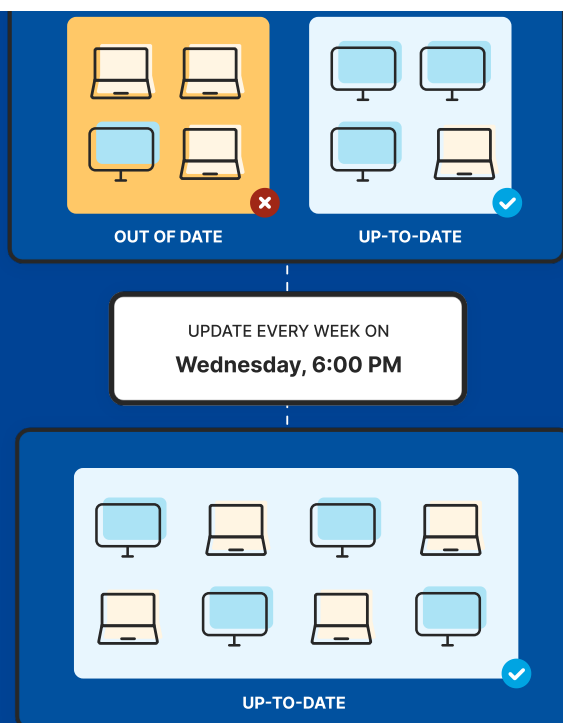 OUT OF DATE
UP-TO-DATE
UPDATE EVERY WEEK ON
Wednesday, 6:00 PM
UP-TO-DATE